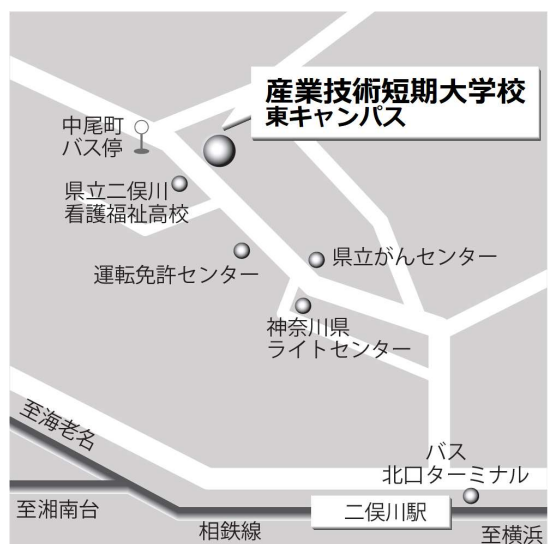 産業技術短期大学校
東キャンパス
中尾町
バス停
県立二俣川
看護福祉高校
県立がんセンター
運転免許センター
神奈川県
ライトセンター
至海老名
バス
北口ターミナル
至湘南台
二俣川駅
相鉄線
至横浜